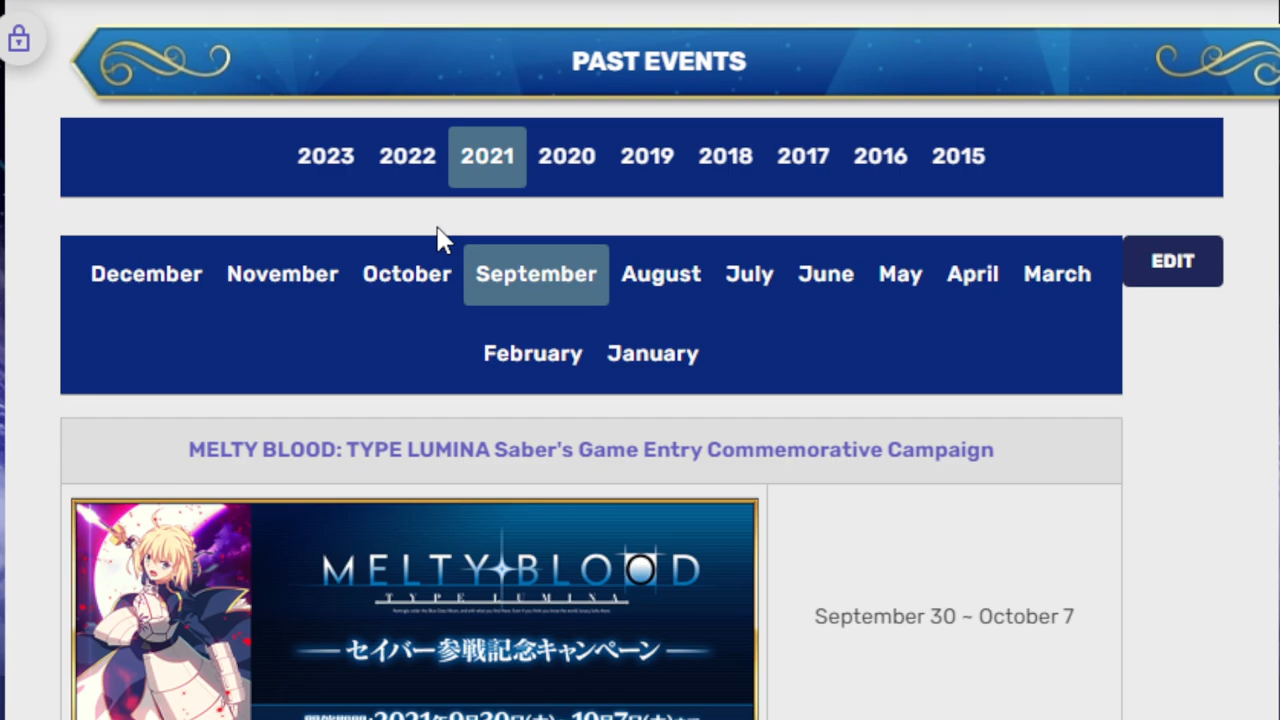 PAST EVENTS
2023 2022 2021 2020 2019 2018 2017 2016 2015
December November October September August July June May April March
EDIT
February January
MELTY BLOOD: TYPE LUMINA Saber's Game Entry Commemorative Campaign
MELTY BLOOD
TYPE LUMINA
September 30 ~ October 7
セイバー参戦記念キャンペーン